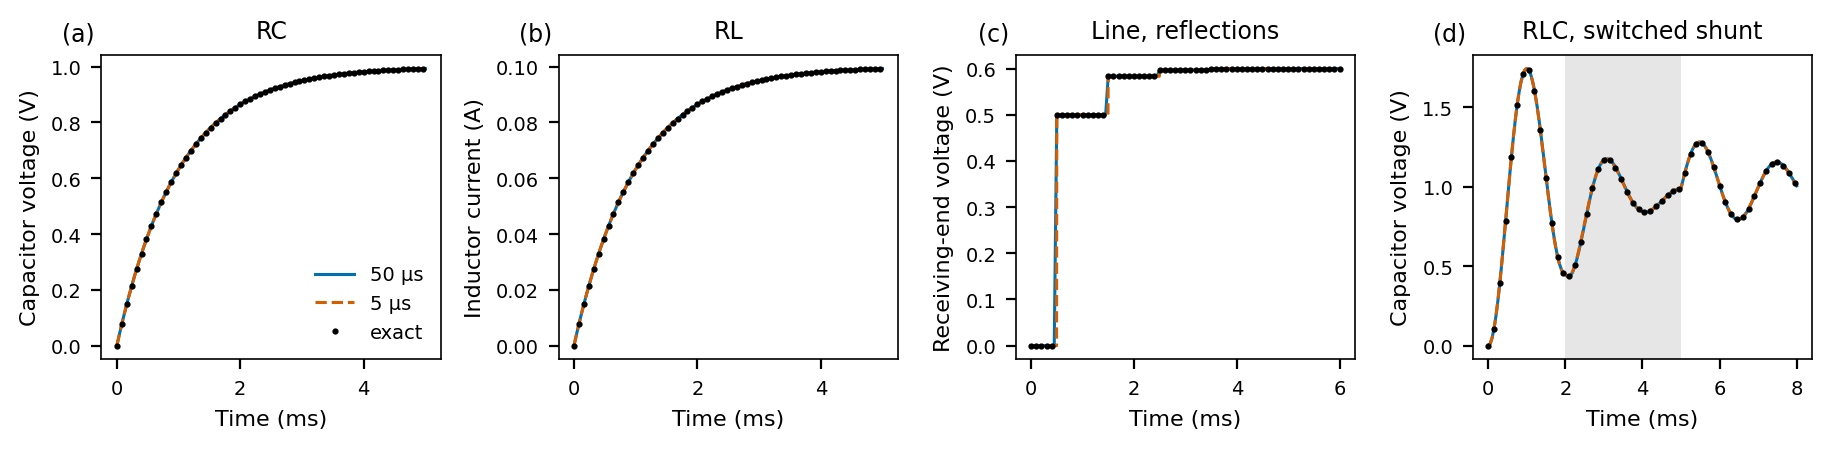 (a) RC
Capacitor voltage (V)
1.0
0.8
0.6
0.4
0.2
0.0
50 µs
5 µs
exact
0 2 4
Time (ms)
(b) RL
Inductor current (A)
0.10
0.08
0.06
0.04
0.02
0.00
0 2 4
Time (ms)
(c) Line, reflections
Receiving-end voltage (V)
0.6
0.5
0.4
0.3
0.2
0.1
0.0
0 2 4 6
Time (ms)
(d) RLC, switched shunt
Capacitor voltage (V)
1.5
1.0
0.5
0.0
0 2 4 6 8
Time (ms)